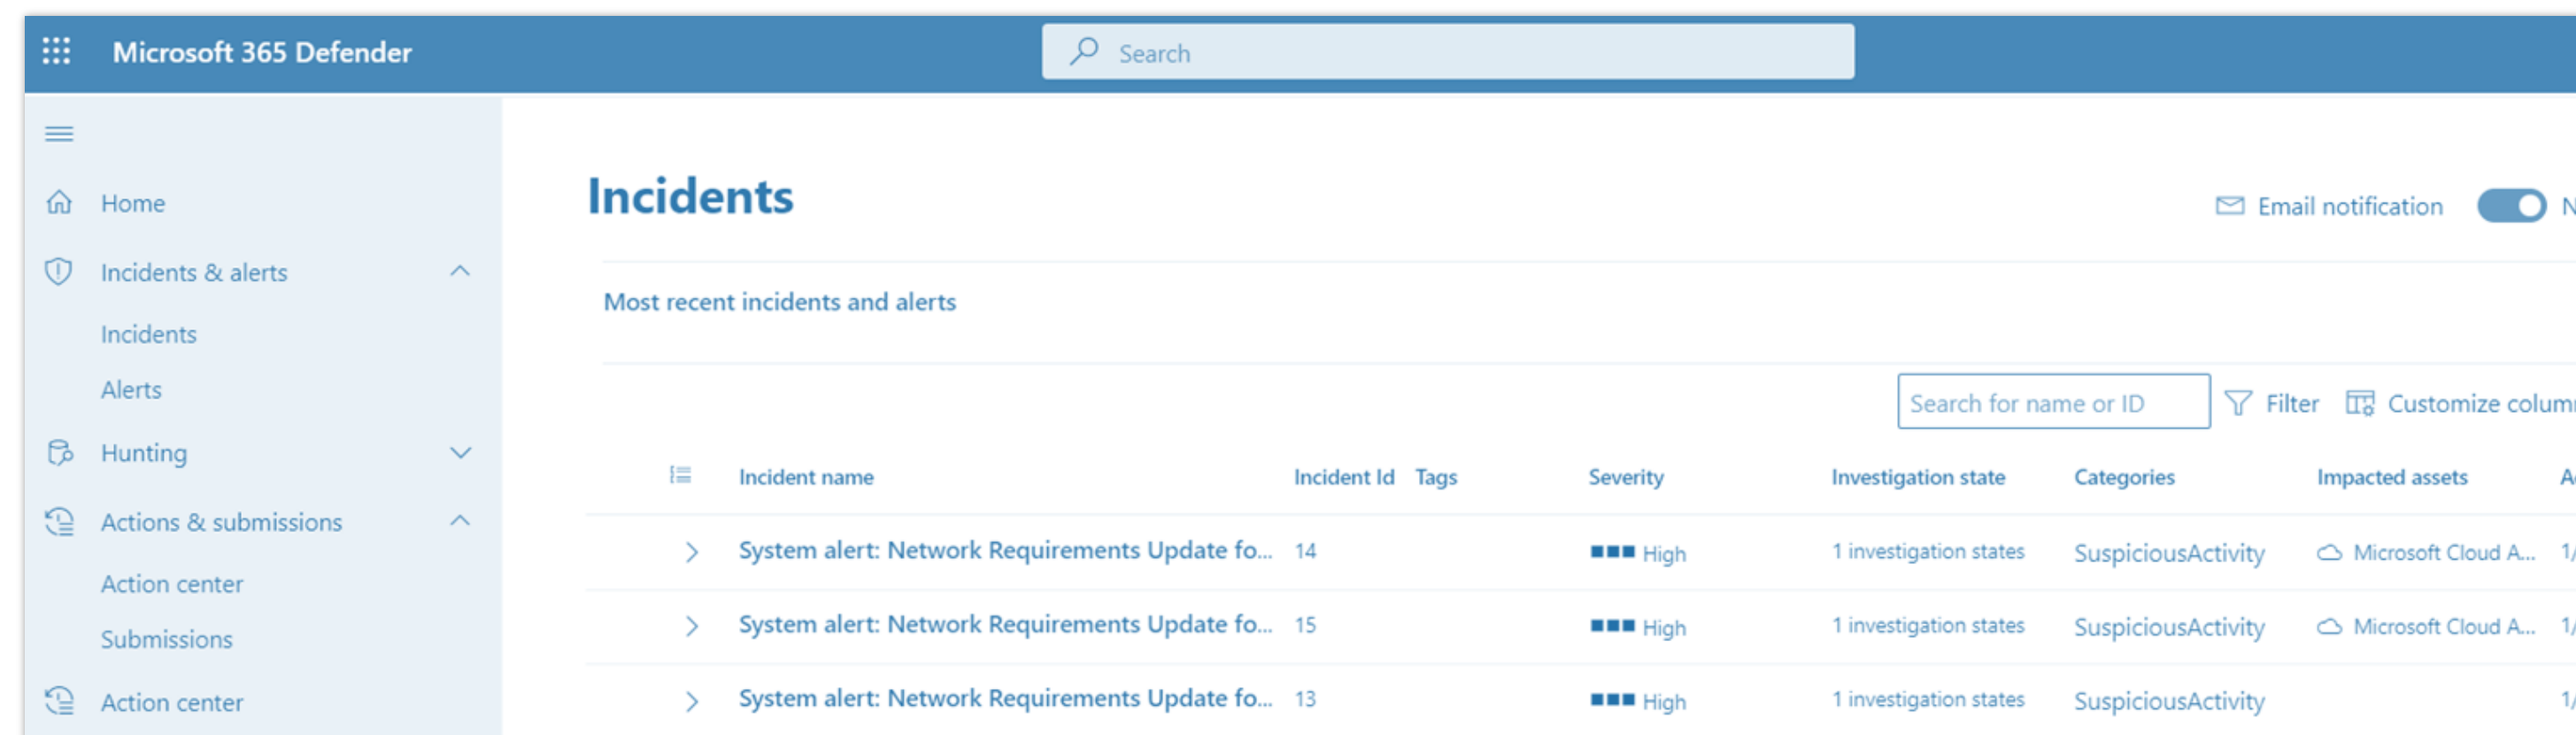 Microsoft 365 Defender
Search
Home
Incidents & alerts
Incidents
Alerts
Hunting
Actions & submissions
Action center
Submissions
Action center
Incidents
Email notification
Most recent incidents and alerts
Search for name or ID Filter Customize
Incident name Incident Id Tags Severity Investigation state Categories Impacted assets
System alert: Network Requirements Update fo... 14 High 1 investigation states SuspiciousActivity Microsoft Cloud A...
System alert: Network Requirements Update fo... 15 High 1 investigation states SuspiciousActivity Microsoft Cloud A...
System alert: Network Requirements Update fo... 13 High 1 investigation states SuspiciousActivity